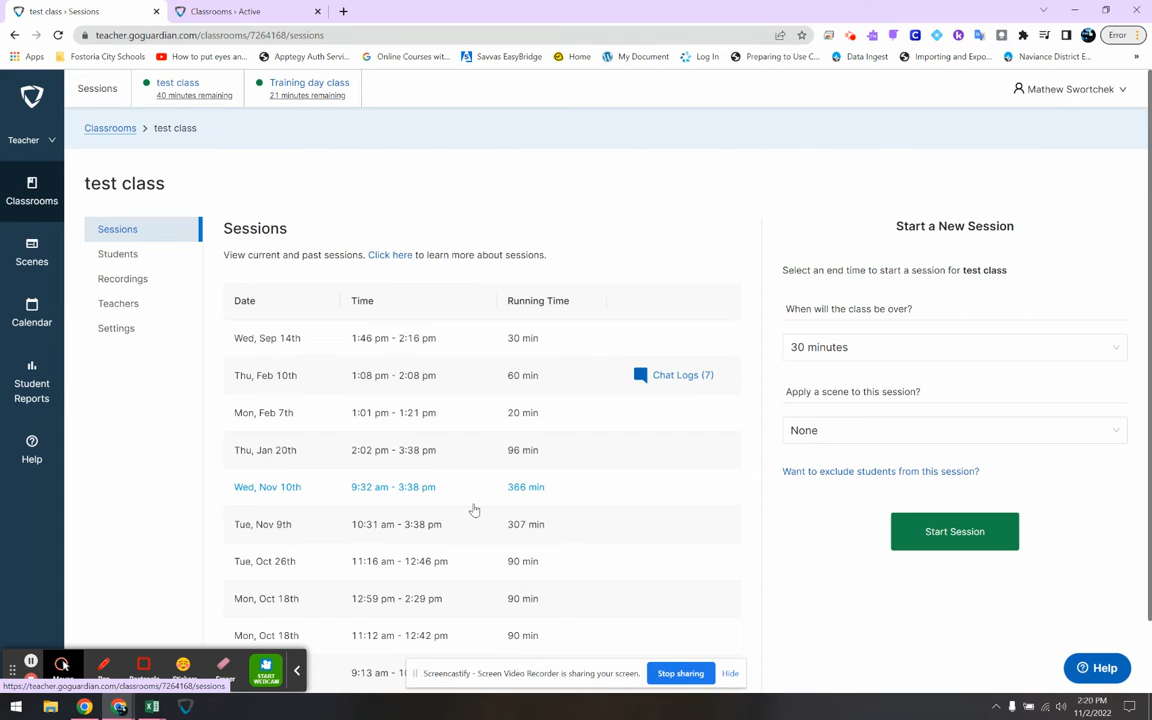 test class › Sessions
Classrooms › Active
teacher.goguardian.com/classrooms/7264168/sessions
Error
Apps
Fostoria City Schools
How to put eyes an...
Apptegy Auth Servi...
Online Courses wit...
Savvas EasyBridge
Home
My Document
Log In
Preparing to Use C...
Data Ingest
Importing and Expo...
Naviance District E...
»
Sessions
test class
40 minutes remaining
Training day class
21 minutes remaining
Mathew Swortchek
Teacher
Classrooms > test class
Classrooms
Scenes
Calendar
Student
Reports
Help
test class
Sessions
Students
Recordings
Teachers
Settings
Sessions
View current and past sessions. Click here to learn more about sessions.
Date Time Running Time
Wed, Sep 14th 1:46 pm - 2:16 pm 30 min
Thu, Feb 10th 1:08 pm - 2:08 pm 60 min Chat Logs (7)
Mon, Feb 7th 1:01 pm - 1:21 pm 20 min
Thu, Jan 20th 2:02 pm - 3:38 pm 96 min
Wed, Nov 10th 9:32 am - 3:38 pm 366 min
Tue, Nov 9th 10:31 am - 3:38 pm 307 min
Tue, Oct 26th 11:16 am - 12:46 pm 90 min
Mon, Oct 18th 12:59 pm - 2:29 pm 90 min
Mon, Oct 18th 11:12 am - 12:42 pm 90 min
9:13 am - 1
Start a New Session
Select an end time to start a session for test class
When will the class be over?
30 minutes
Apply a scene to this session?
None
Want to exclude students from this session?
Start Session
Help
START
WEBCAM
Screencastify - Screen Video Recorder is sharing your screen. Stop sharing Hide
https://teacher.goguardian.com/classrooms/7264168/sessions
2:20 PM
11/2/2022